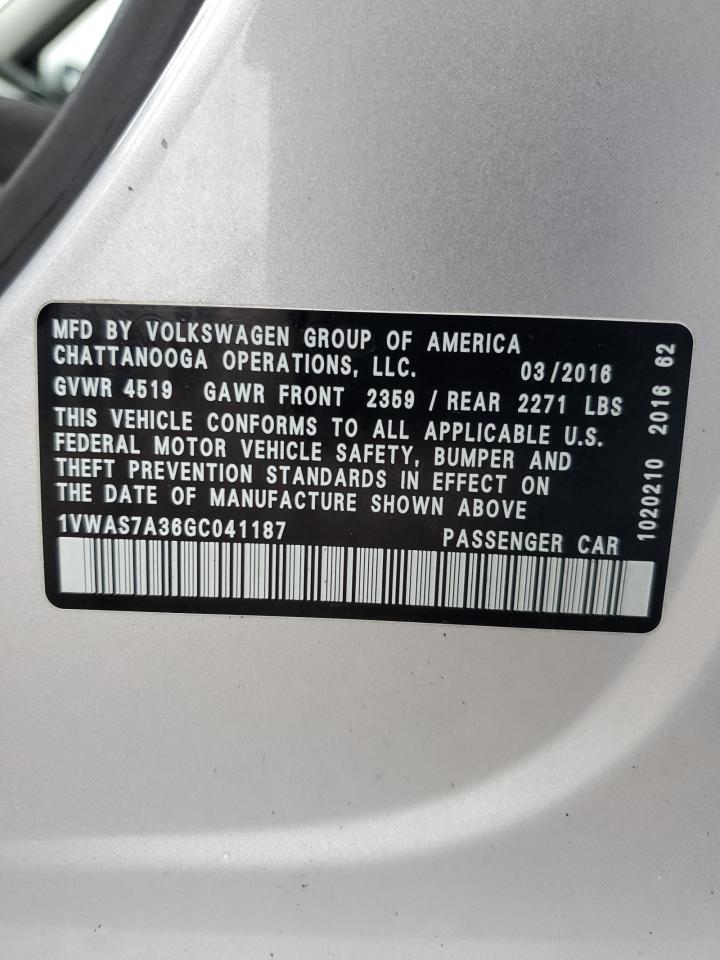 MFD BY VOLKSWAGEN GROUP OF AMERICA
CHATTANOOGA OPERATIONS, LLC. 03/2016
GVWR 4519 GAWR FRONT 2359 / REAR 2271 LBS
THIS VEHICLE CONFORMS TO ALL APPLICABLE U.S.
FEDERAL MOTOR VEHICLE SAFETY, BUMPER AND
THEFT PREVENTION STANDARDS IN EFFECT ON
THE DATE OF MANUFACTURE SHOWN ABOVE
1VWAS7A36GC041187 PASSENGER CAR
1020210 2016 62